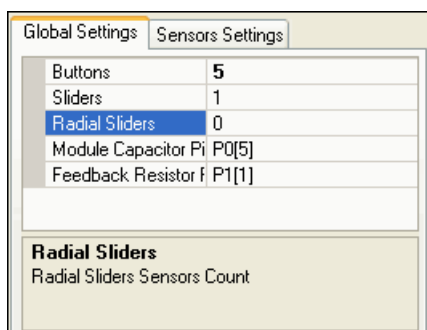 Global Settings Sensors Settings
Buttons 5
Sliders 1
Radial Sliders 0
Module Capacitor Pi P0[5]
Feedback Resistor P1[1]
Radial Sliders
Radial Sliders Sensors Count